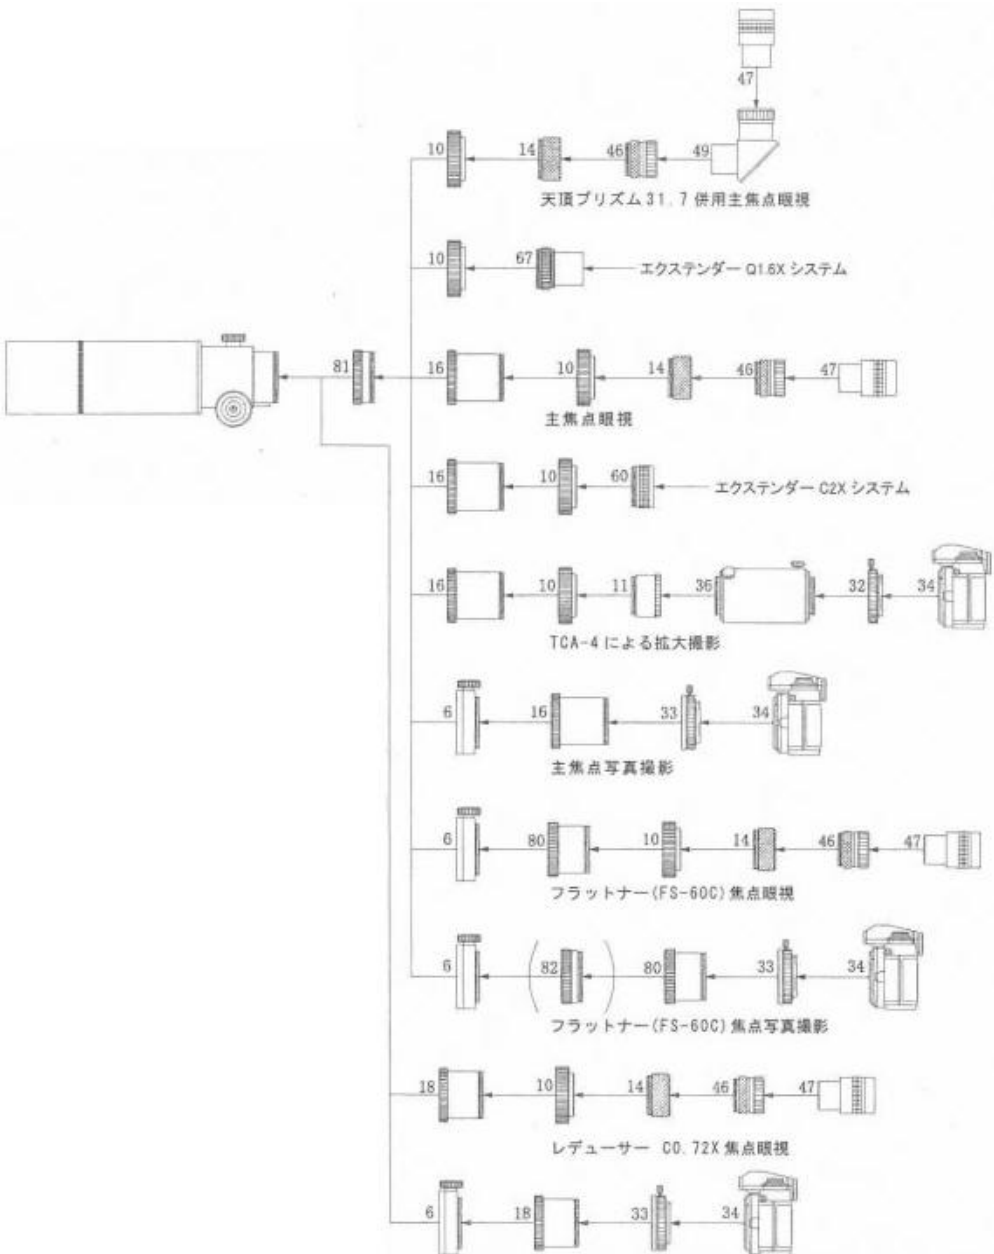 47
10 14 46 49
天頂プリズム31.7併用主焦点眼視
10 67 エクステンダー Q1.6X システム
81 16 10 14 46 47
主焦点眼視
16 10 60 エクステンダー C2X システム
16 10 11 36 32 34
TCA-4による拡大撮影
6 16 33 34
主焦点写真撮影
6 80 10 14 46 47
フラットナー(FS-60C)焦点眼視
6 82 80 33 34
フラットナー(FS-60C)焦点写真撮影
18 10 14 46 47
レデューサー C0.72X 焦点眼視
6 18 33 34